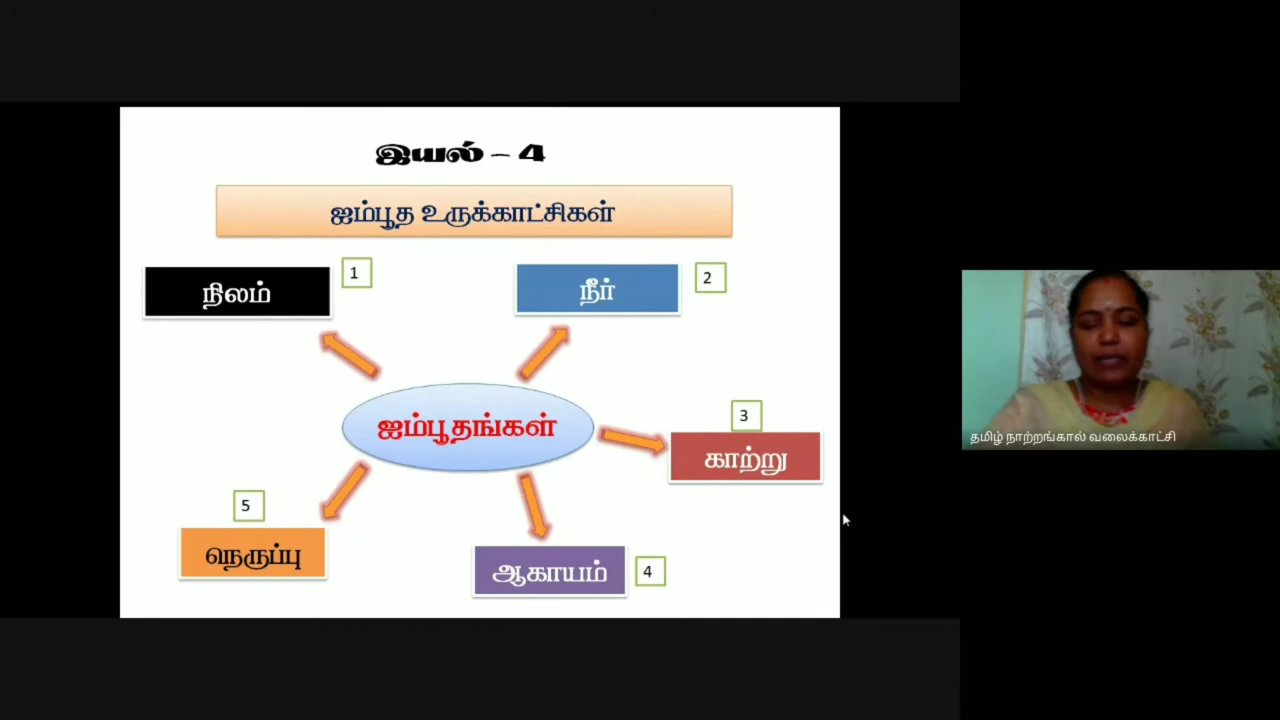 இயல் – 4
ஐம்பூத உருக்காட்சிகள்
நிலம்
1
நீர்
2
ஐம்பூதங்கள்
3
காற்று
5
நெருப்பு
ஆகாயம்
4
தமிழ் நாற்றங்கால் வலைக்காட்சி